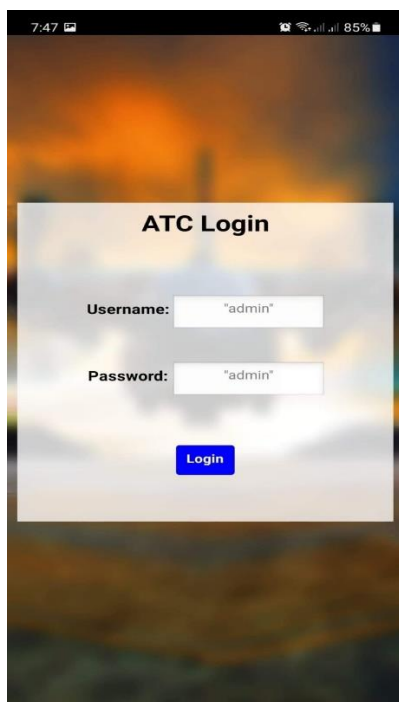 7:47 85%
ATC Login
Username: "admin"
Password: "admin"
Login